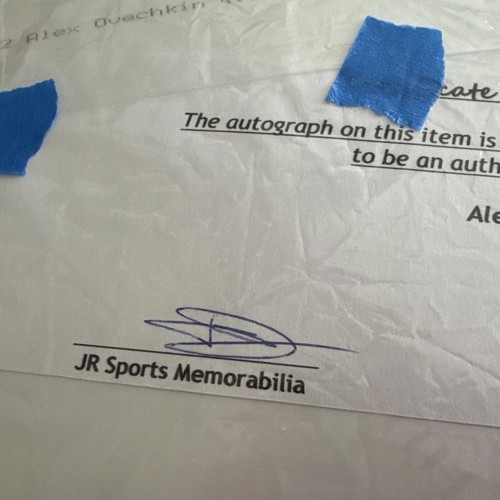 2 Alex Ovechkin
cate
The autograph on this item is
to be an auth
Ale
JR Sports Memorabilia